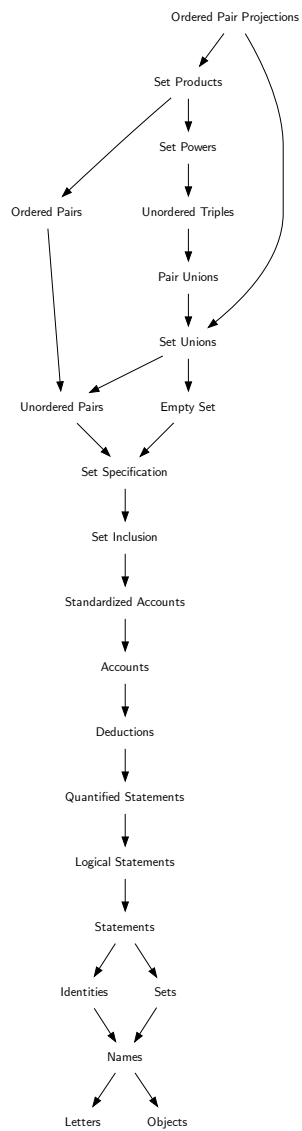 Ordered Pair Projections
Set Products
Set Powers
Ordered Pairs
Unordered Triples
Pair Unions
Set Unions
Unordered Pairs
Empty Set
Set Specification
Set Inclusion
Standardized Accounts
Accounts
Deductions
Quantified Statements
Logical Statements
Statements
Identities
Sets
Names
Letters
Objects